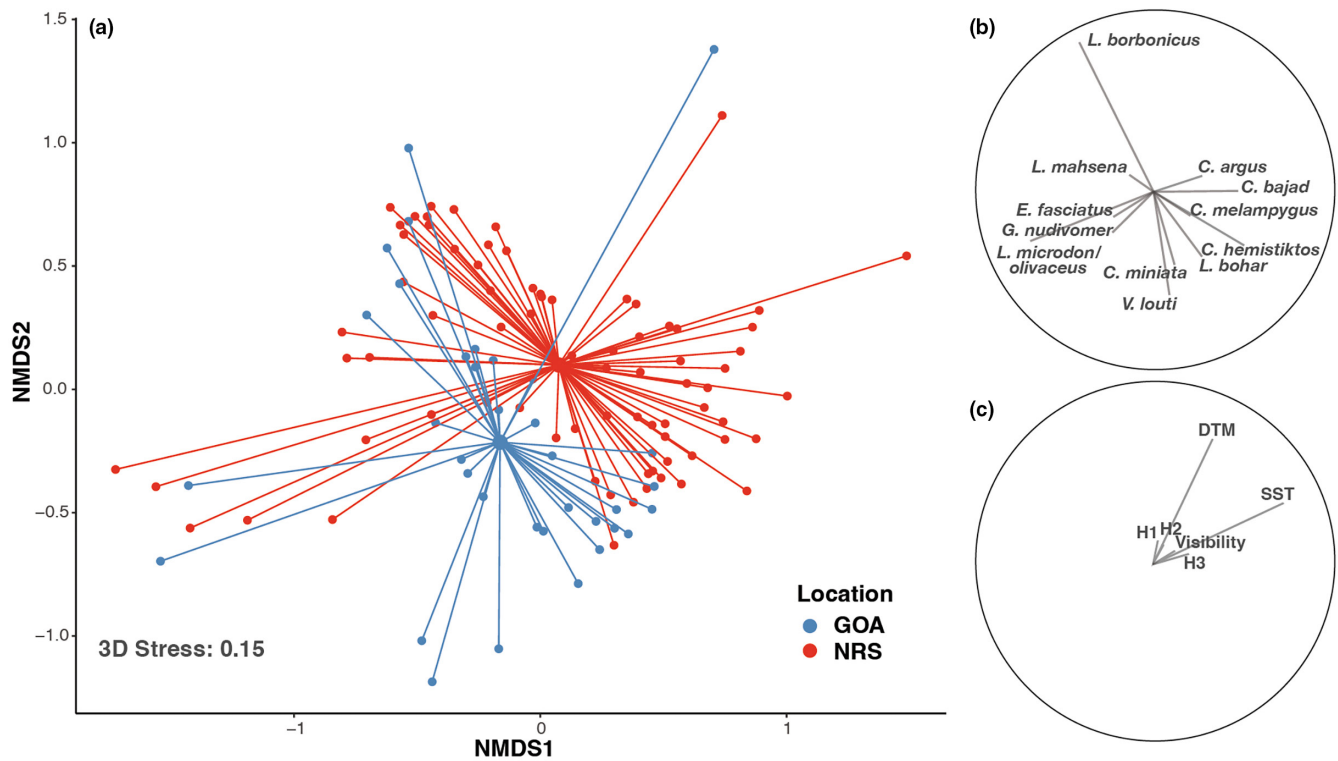 (a)
1.5
1.0
0.5
0.0
−0.5
−1.0
NMDS2
−1
0
1
NMDS1
3D Stress: 0.15
Location
GOA
NRS
(b)
L. borbonicus
L. mahsena
C. argus
C. bajad
E. fasciatus
C. melampygus
G. nudivomer
L. microdon/
olivaceus
C. hemistiktos
L. bohar
C. miniata
V. louti
(c)
DTM
SST
H1
H2
Visibility
H3